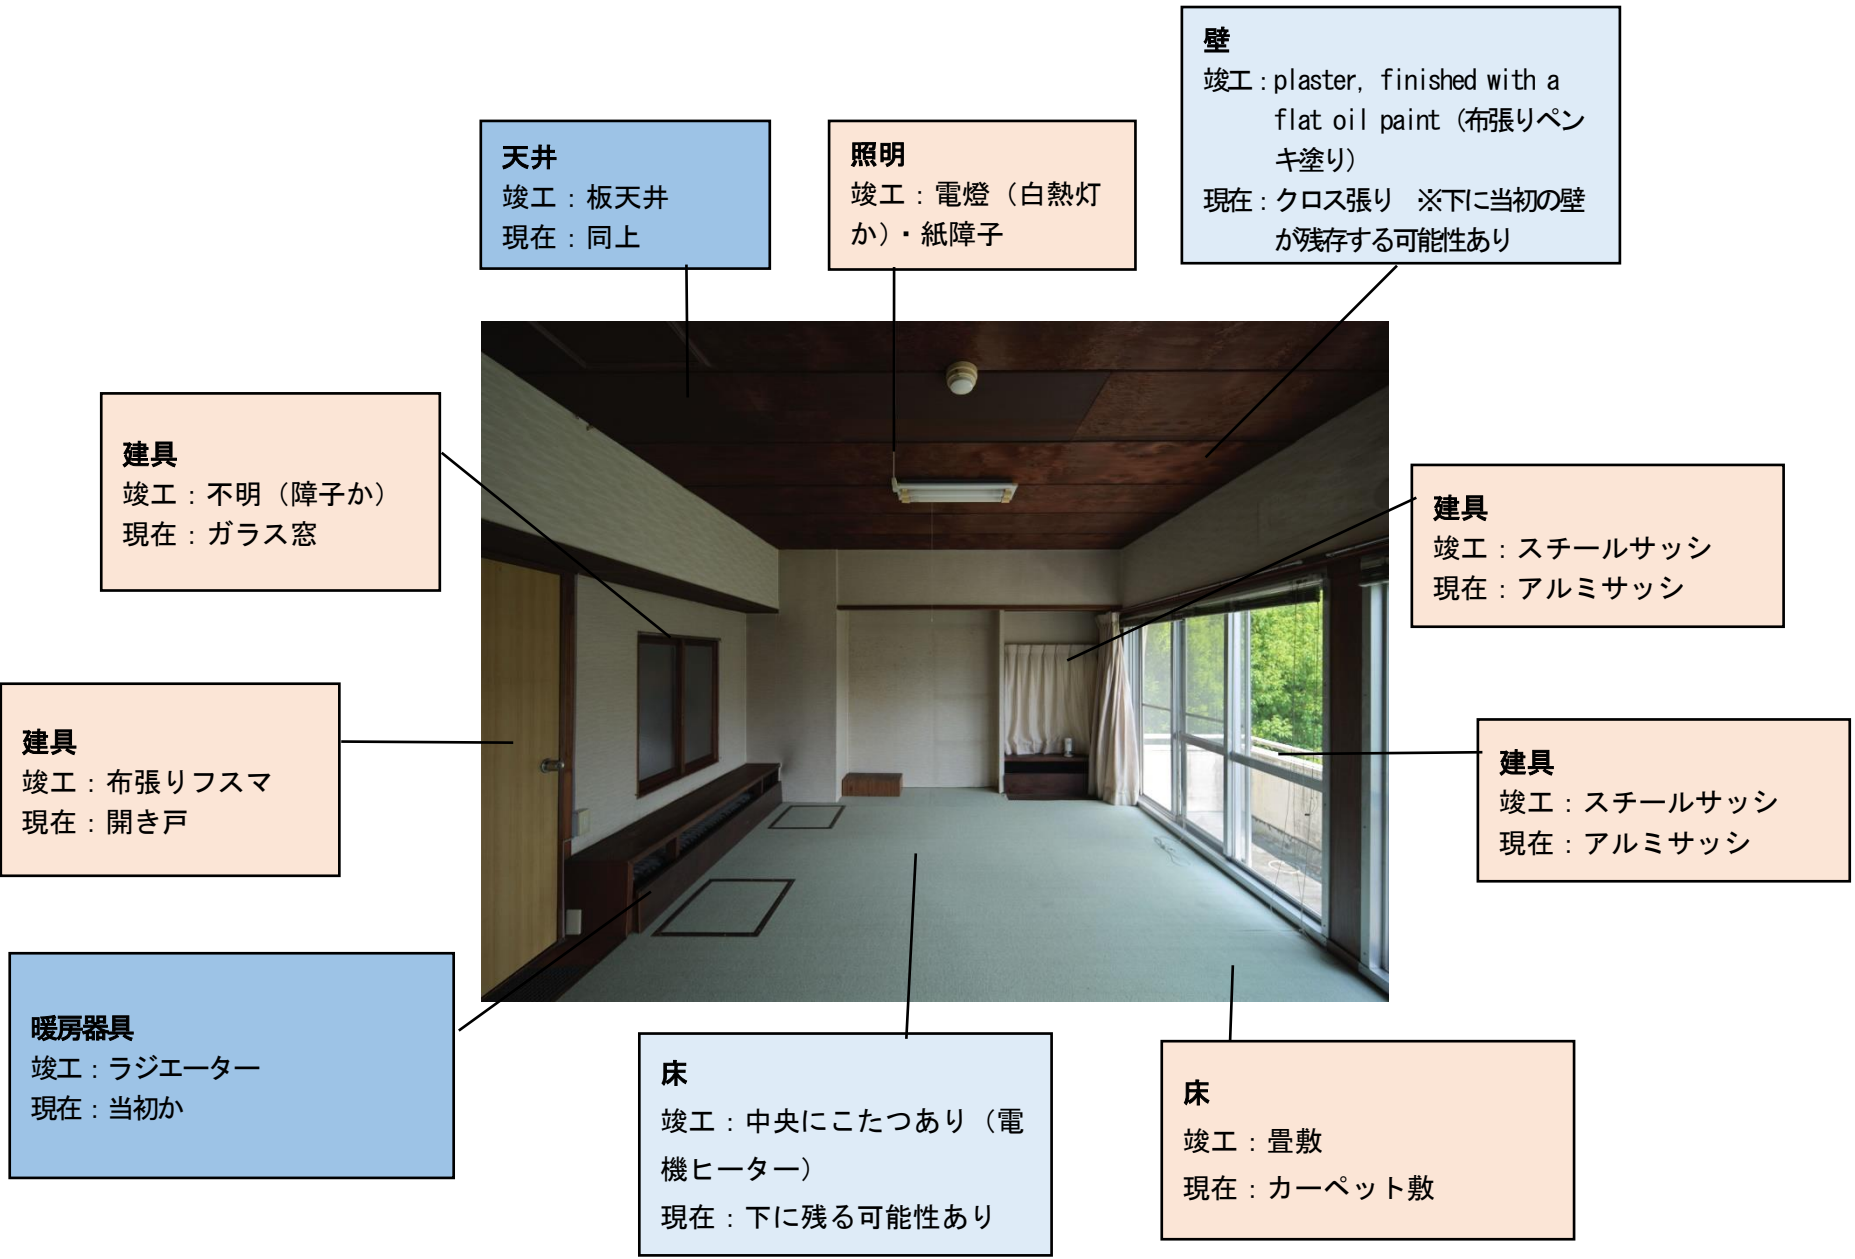 壁
竣工：plaster, finished with a
flat oil paint（布張りペン
キ塗り）
現在：クロス張り　※下に当初の壁
が残存する可能性あり
天井
竣工：板天井
現在：同上
照明
竣工：電燈（白熱灯
か）・紙障子
建具
竣工：不明（障子か）
現在：ガラス窓
建具
竣工：スチールサッシ
現在：アルミサッシ
建具
竣工：布張りフスマ
現在：開き戸
建具
竣工：スチールサッシ
現在：アルミサッシ
暖房器具
竣工：ラジエーター
現在：当初か
床
竣工：中央にこたつあり（電
機ヒーター）
現在：下に残る可能性あり
床
竣工：畳敷
現在：カーペット敷